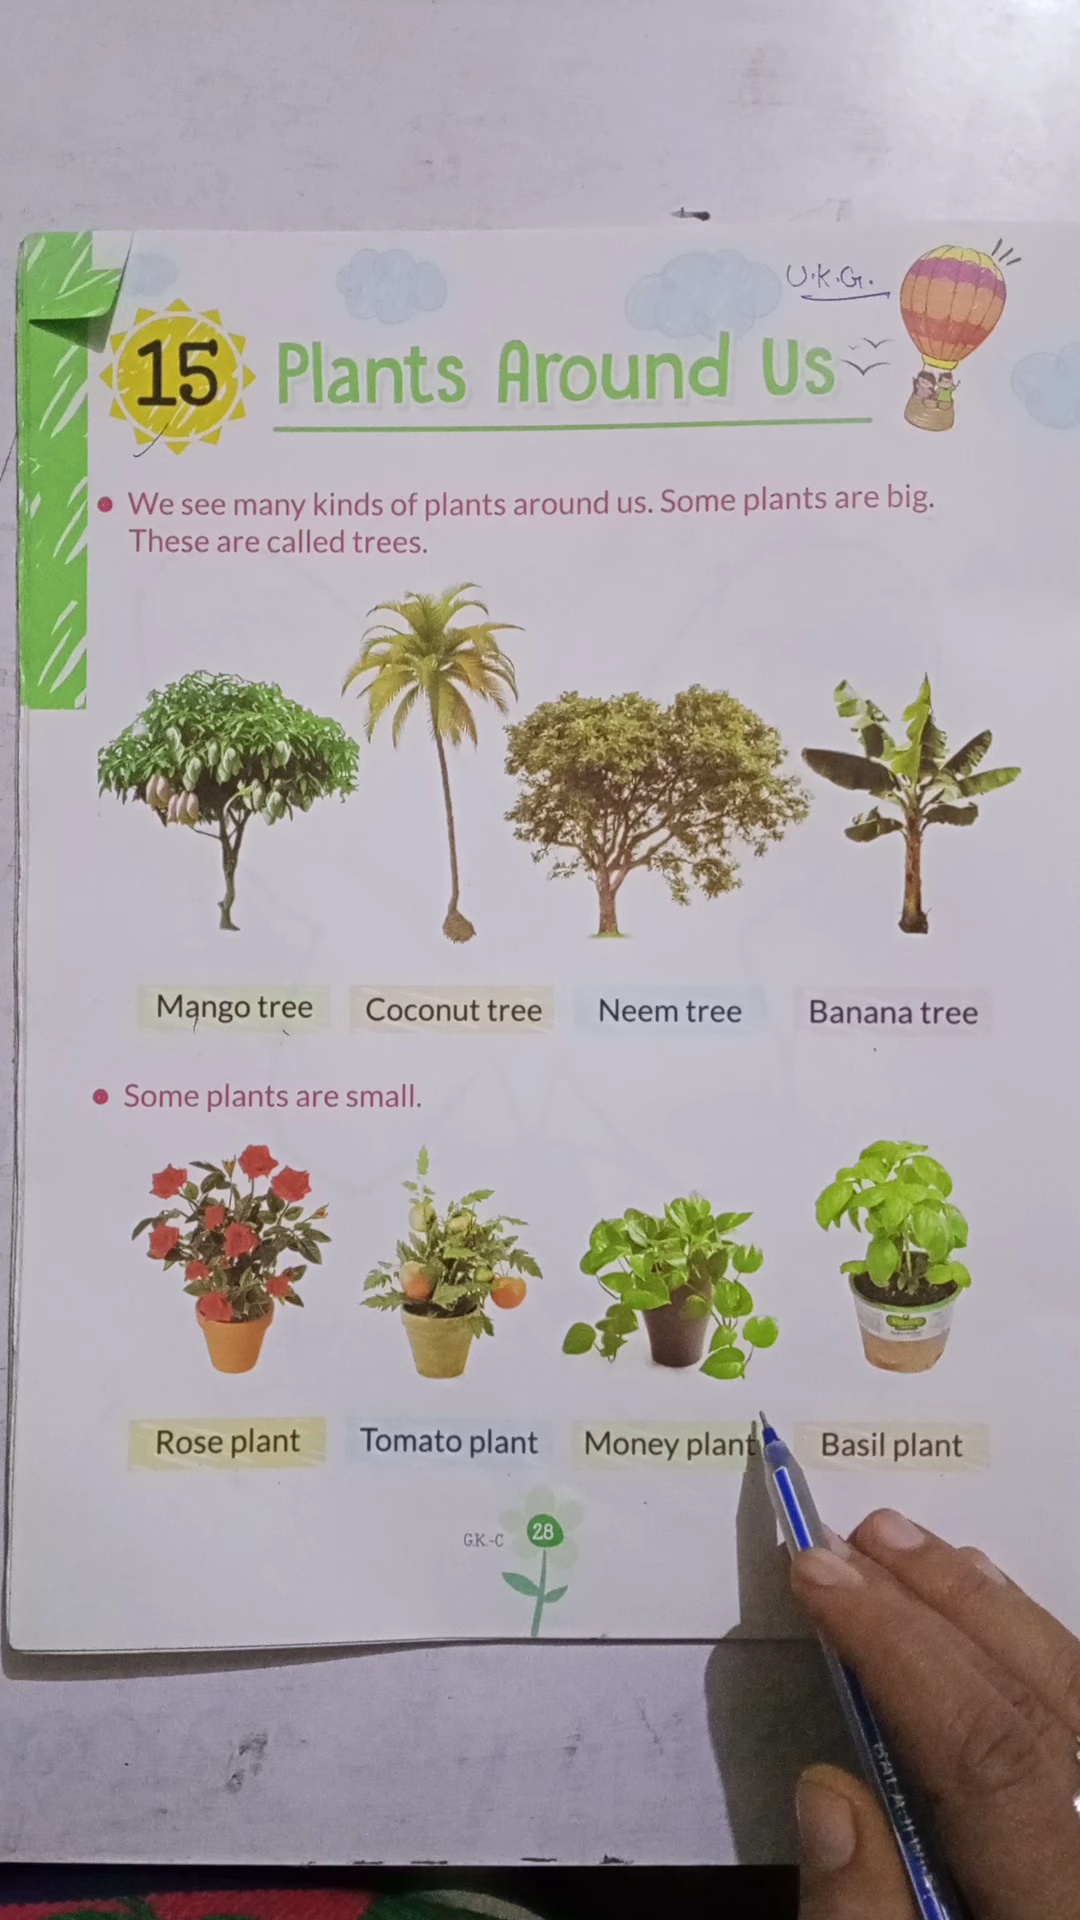 U.K.G.
15 Plants Around Us
We see many kinds of plants around us. Some plants are big.
These are called trees.
Mango tree Coconut tree Neem tree Banana tree
Some plants are small.
Rose plant Tomato plant Money plant Basil plant
G.K.-C 28